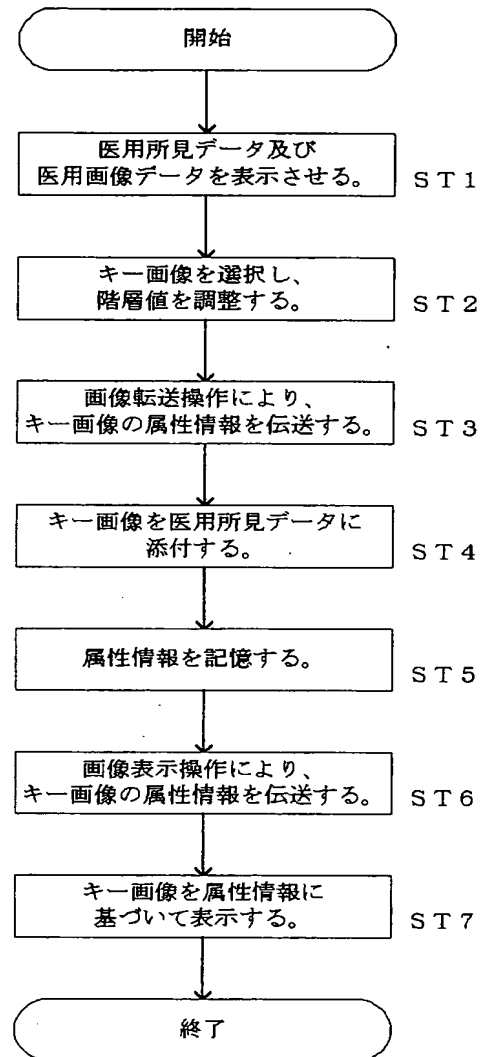 開始
医用所見データ及び
医用画像データを表示させる。
ST1
キー画像を選択し、
階層値を調整する。
ST2
画像転送操作により、
キー画像の属性情報を伝送する。
ST3
キー画像を医用所見データに
添付する。
ST4
属性情報を記憶する。
ST5
画像表示操作により、
キー画像の属性情報を伝送する。
ST6
キー画像を属性情報に
基づいて表示する。
ST7
終了